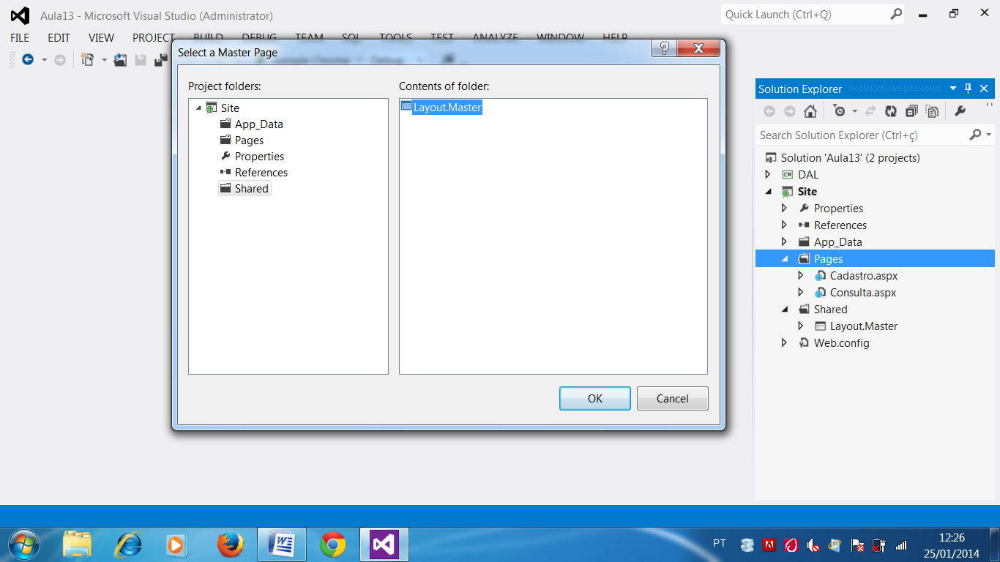 Aula13 - Microsoft Visual Studio (Administrator)
Quick Launch (Ctrl+Q)
FILE EDIT VIEW PROJECT BUILD DEBUG TEAM SQL TOOLS TEST ANALYZE WINDOW HELP
Select a Master Page
Google Chrome Debug
Project folders:
Contents of folder:
Site
App_Data
Pages
Properties
References
Shared
Layout.Master
OK
Cancel
Solution Explorer
Search Solution Explorer (Ctrl+ç)
Solution 'Aula13' (2 projects)
DAL
Site
Properties
References
App_Data
Pages
Cadastro.aspx
Consulta.aspx
Shared
Layout.Master
Web.config
PT
12:26
25/01/2014